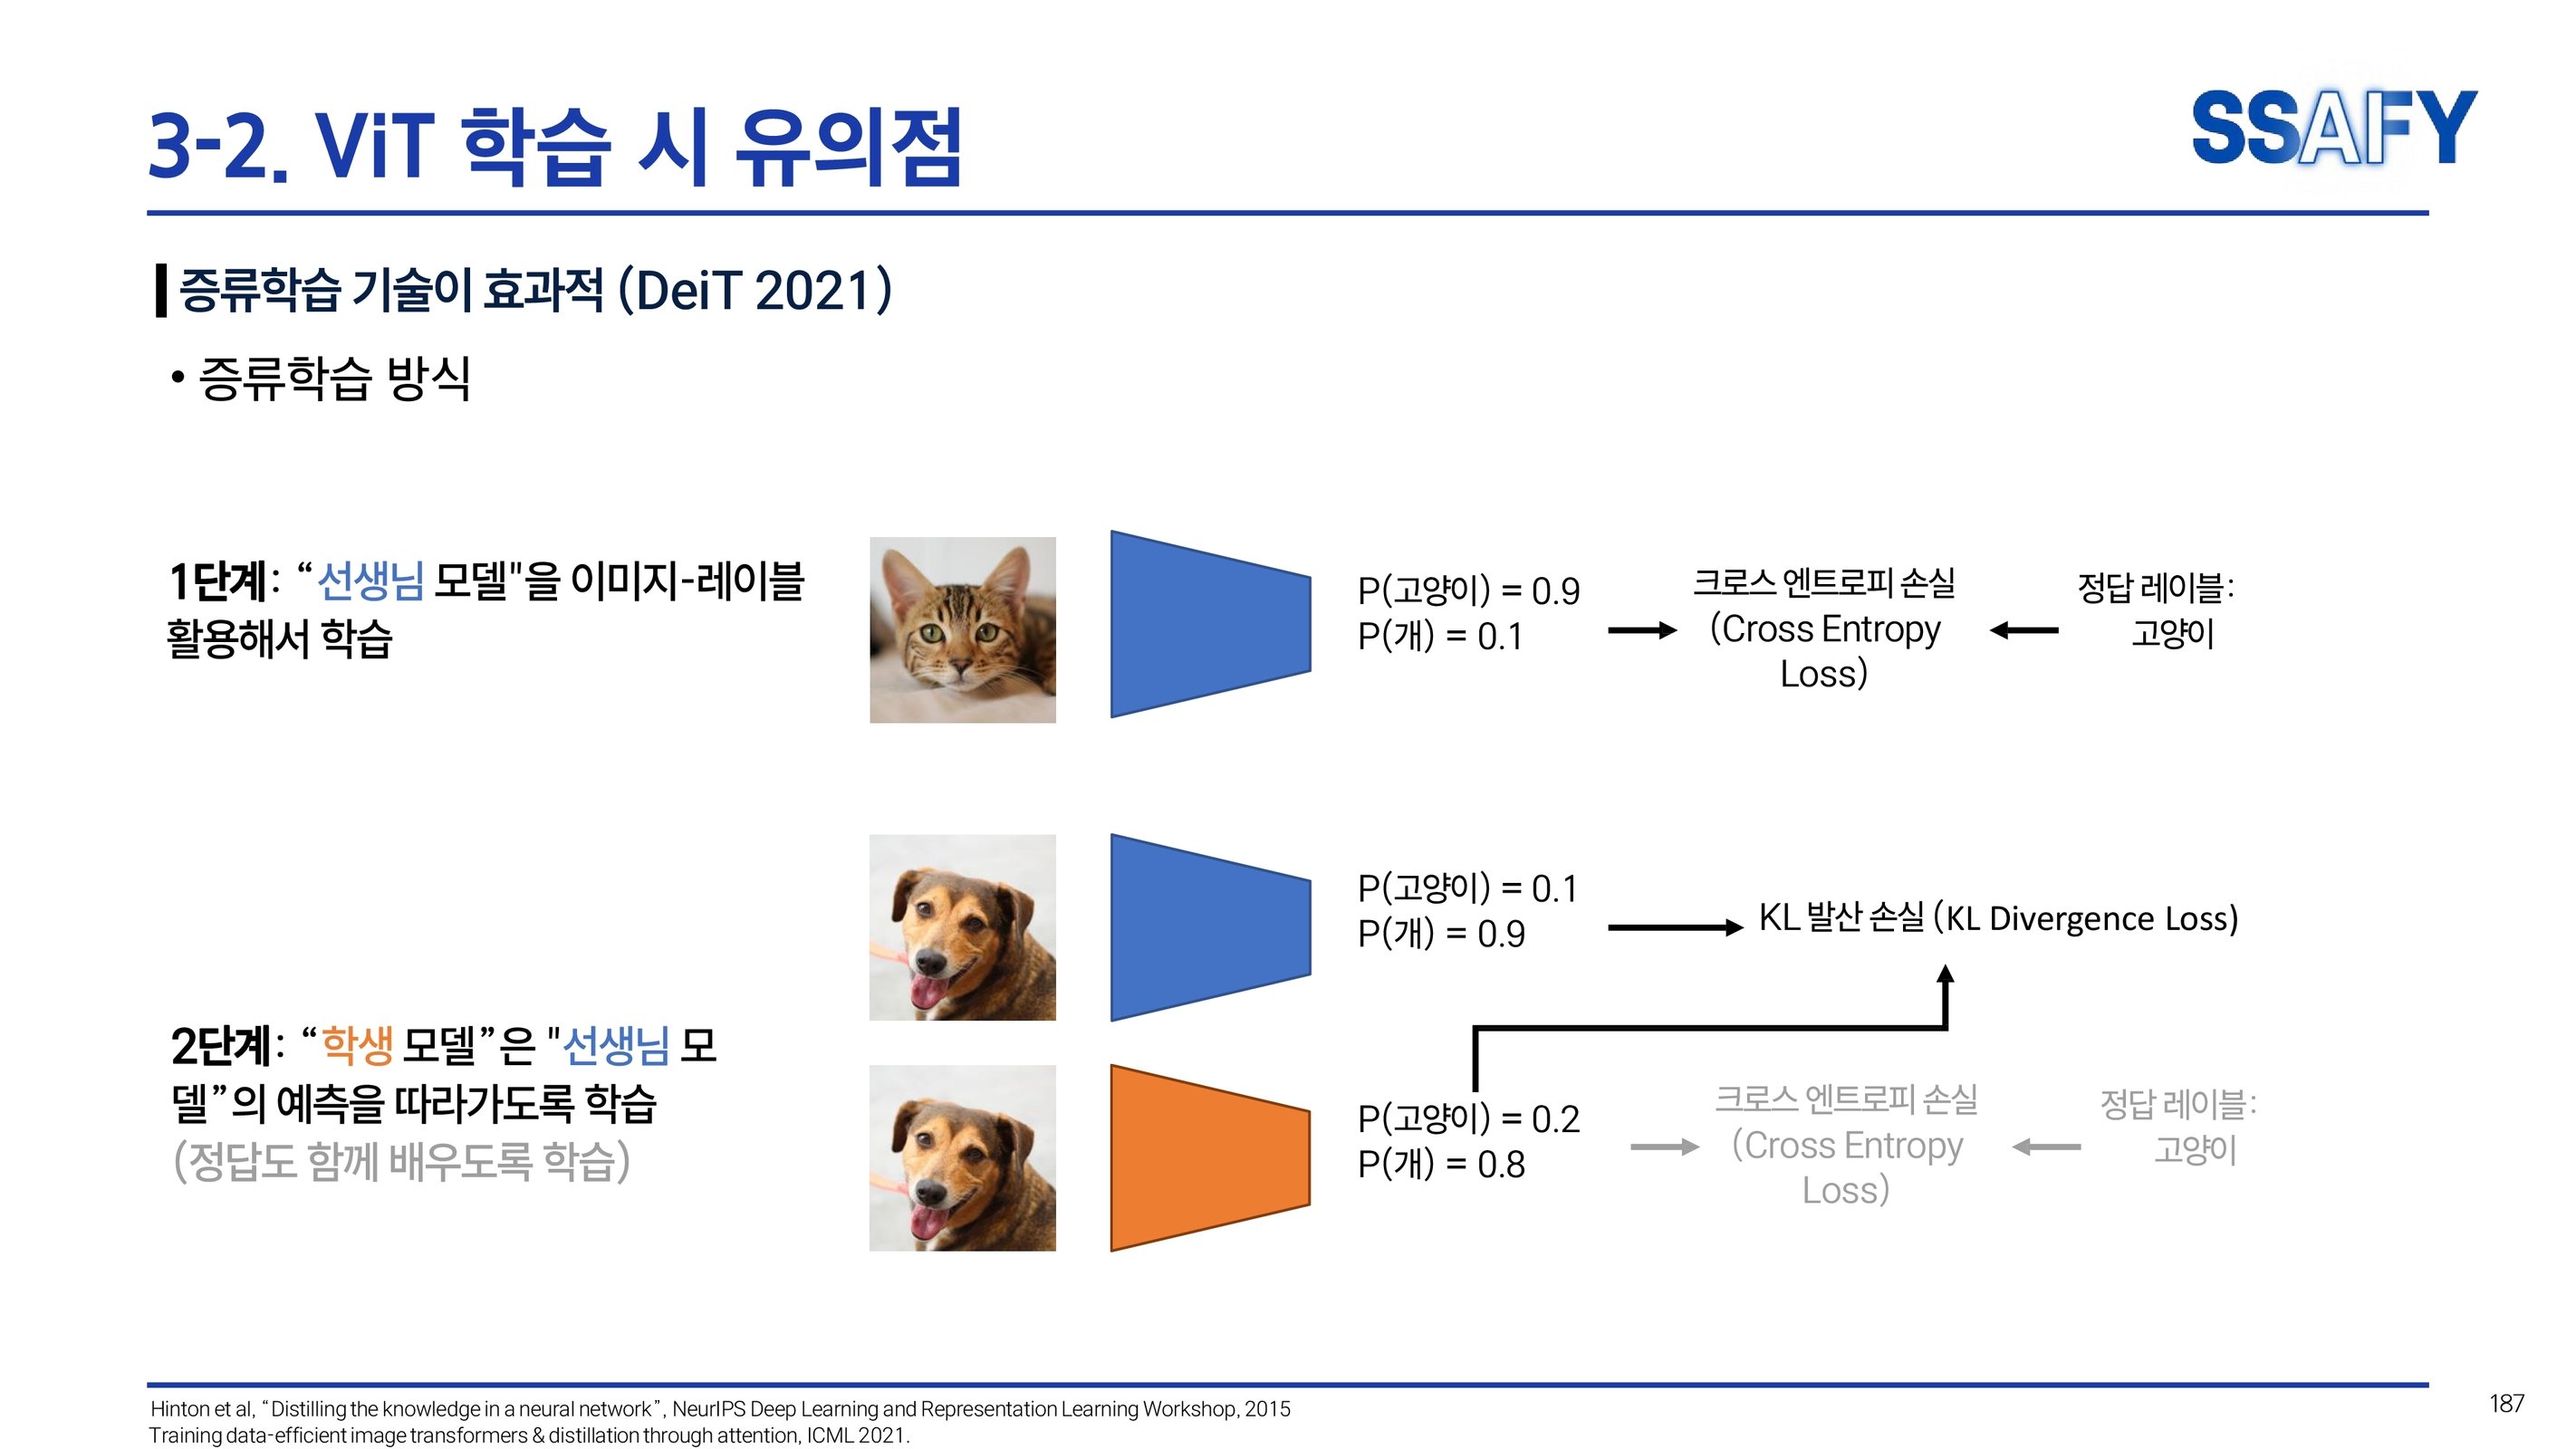 3-2. ViT 학습 시 유의점
SSAFY
증류학습 기술이 효과적 (DeiT 2021)
• 증류학습 방식
1단계: “선생님 모델"을 이미지-레이블
활용해서 학습
P(고양이) = 0.9
P(개) = 0.1
크로스 엔트로피 손실
(Cross Entropy
Loss)
정답 레이블:
고양이
P(고양이) = 0.1
P(개) = 0.9
KL 발산 손실 (KL Divergence Loss)
2단계: “학생 모델”은 "선생님 모
델”의 예측을 따라가도록 학습
(정답도 함께 배우도록 학습)
P(고양이) = 0.2
P(개) = 0.8
크로스 엔트로피 손실
(Cross Entropy
Loss)
정답 레이블:
고양이
Hinton et al, “Distilling the knowledge in a neural network”, NeurIPS Deep Learning and Representation Learning Workshop, 2015
Training data-efficient image transformers & distillation through attention, ICML 2021.
187